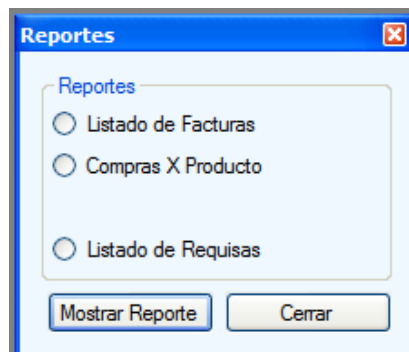 Reportes
Reportes
Listado de Facturas
Compras X Producto
Listado de Requisas
Mostrar Reporte Cerrar